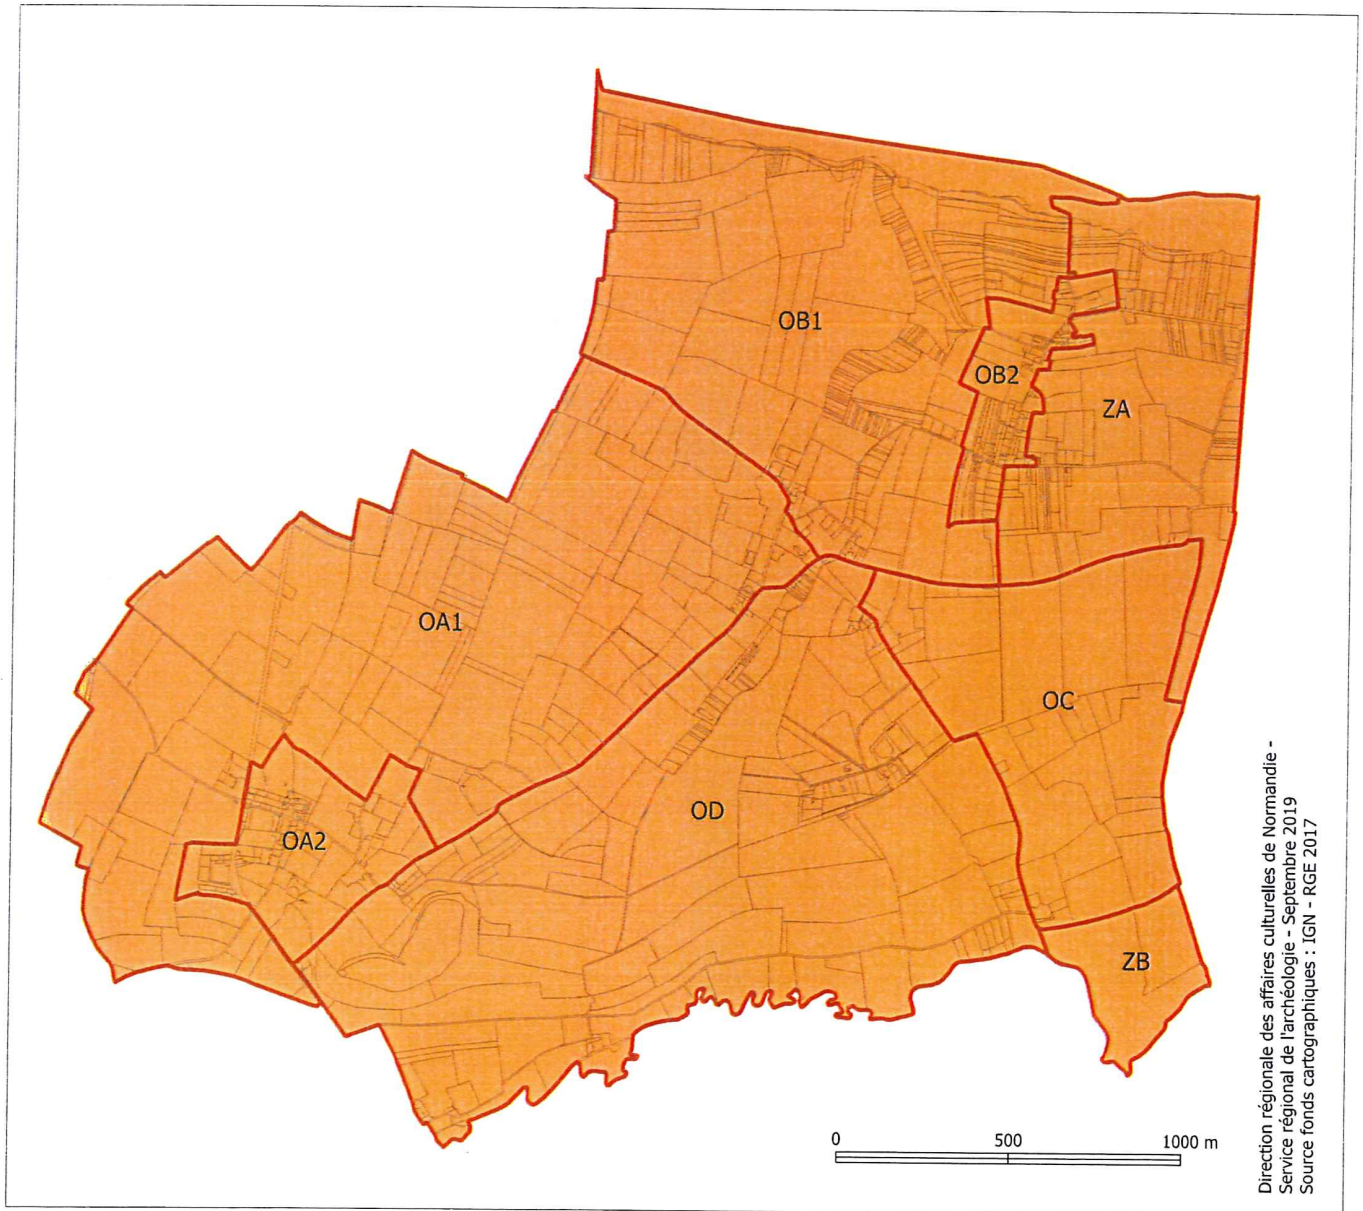 OB1
OB2
ZA
OA1
OC
OD
OA2
ZB
0 500 1000 m
Direction régionale des affaires culturelles de Normandie -
Service régional de l'archéologie - Septembre 2019
Source fonds cartographiques : IGN - RGE 2017